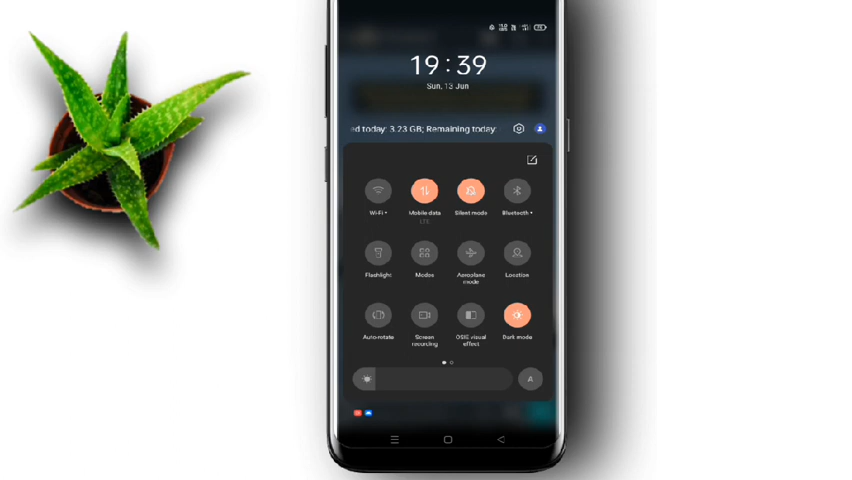 19:39
Sun, 13 Jun
ed today: 3.23 GB; Remaining today:
Wi-Fi
Mobile data
LTE
Silent mode
Bluetooth
Flashlight
Modes
Aeroplane
mode
Location
Auto-rotate
Screen
recording
OSIE visual
effect
Dark mode
A